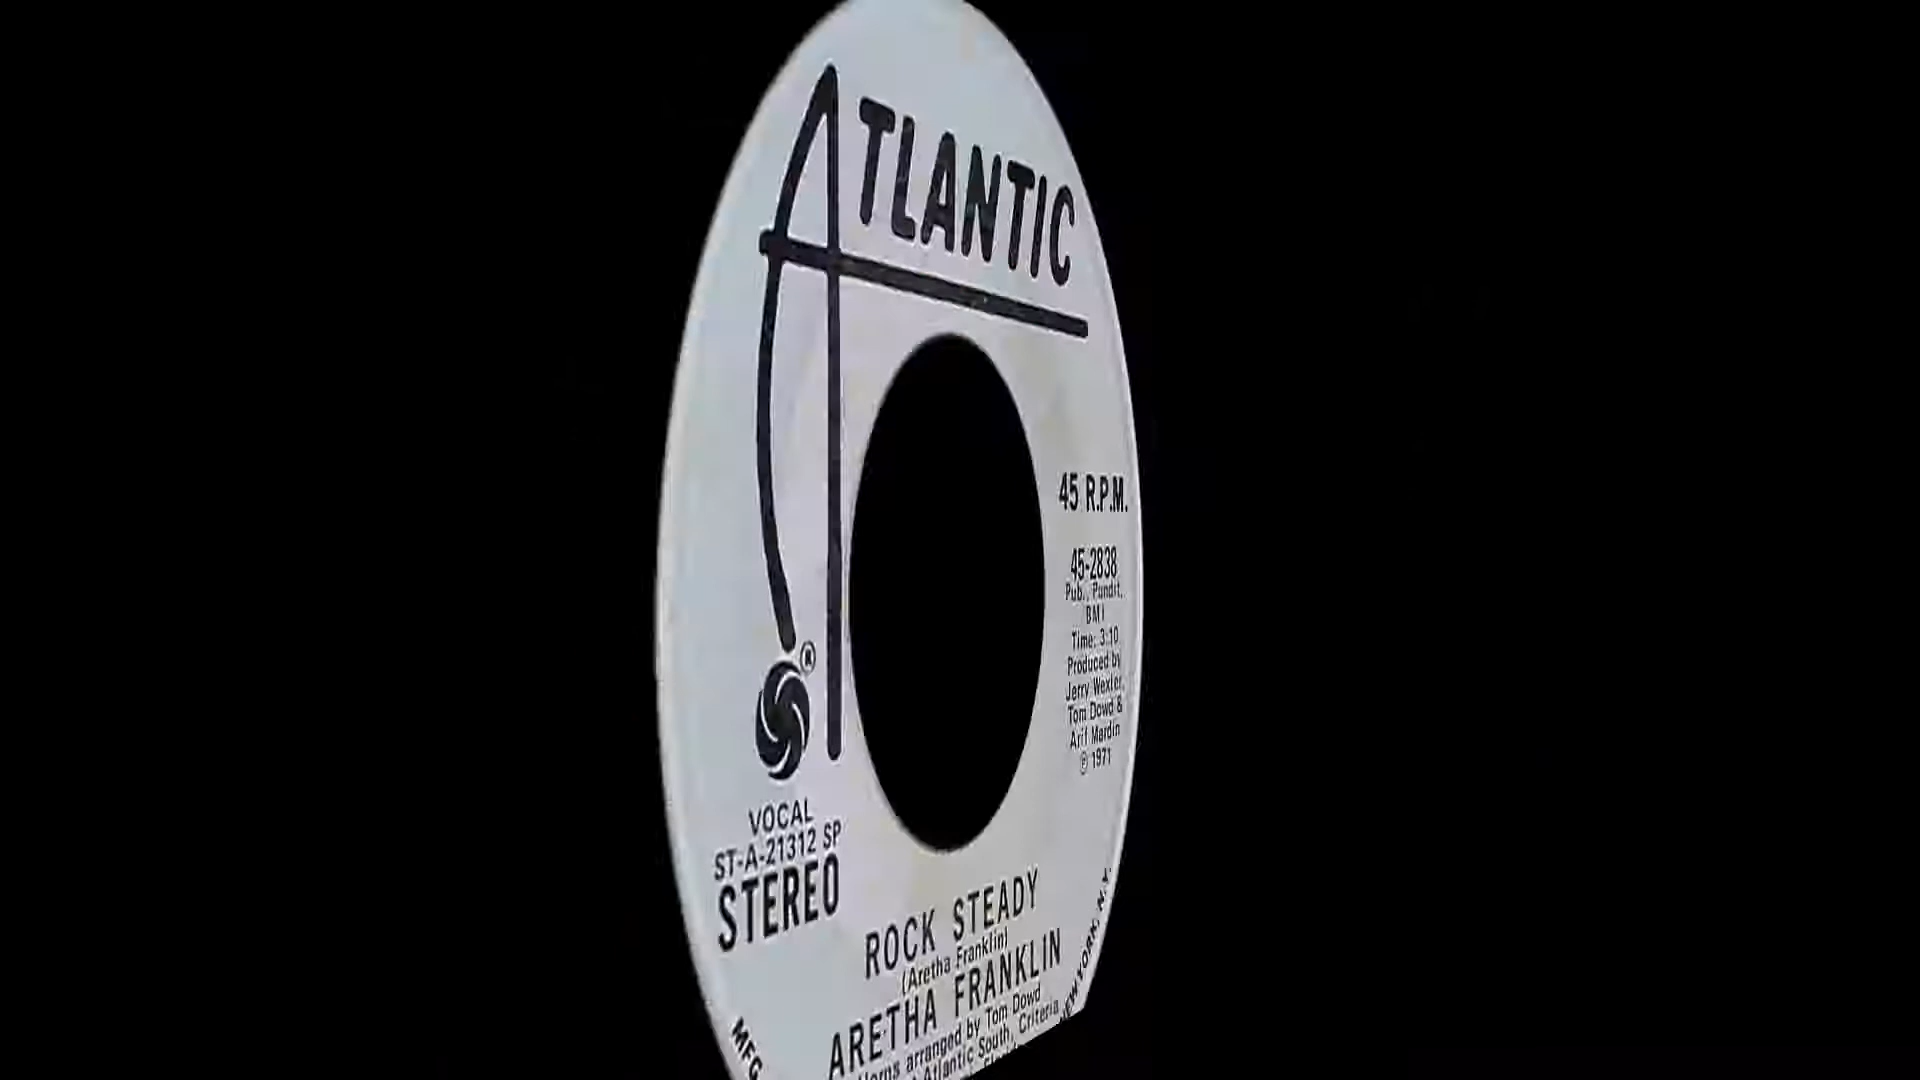 ATLANTIC
45 R.P.M.
45-2838
Pub., Pundit,
BMI
Time: 3:10
Produced by
Jerry Wexler,
Tom Dowd &
Arif Mardin
℗ 1971
®
VOCAL
ST-A-21312 SP
STEREO
ROCK STEADY
(Aretha Franklin)
ARETHA FRANKLIN
Horns arranged by Tom Dowd
Atlantic South, Criteria
MFG
NEW YORK, N.Y.